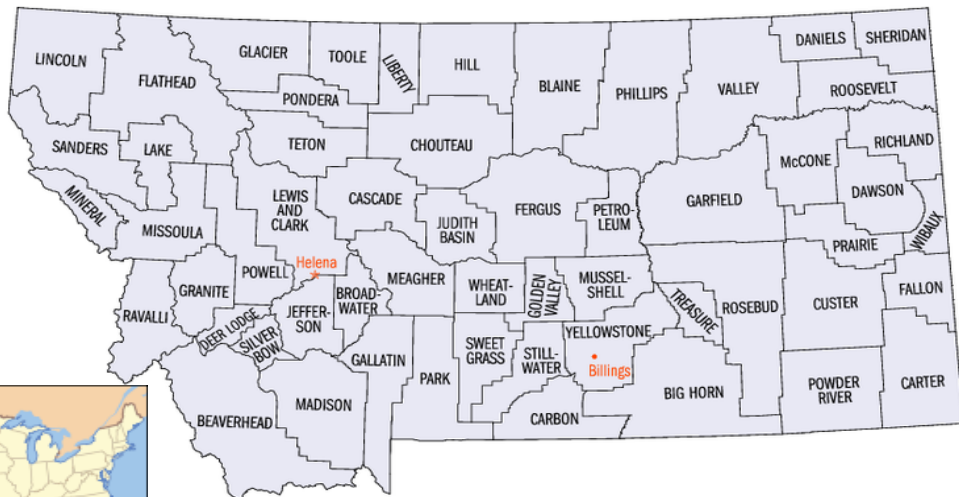 LINCOLN
FLATHEAD
GLACIER
TOOLE
LIBERTY
HILL
BLAINE
PHILLIPS
VALLEY
DANIELS
SHERIDAN
ROOSEVELT
PONDERA
SANDERS
LAKE
TETON
CHOUTEAU
McCONE
RICHLAND
MINERAL
MISSOULA
LEWIS
AND
CLARK
CASCADE
JUDITH
BASIN
FERGUS
PETRO-
LEUM
GARFIELD
DAWSON
WIBAUX
PRAIRIE
POWELL
Helena
GRANITE
RAVALLI
DEER LODGE
SILVER
BOW
JEFFER-
SON
BROAD-
WATER
MEAGHER
WHEAT-
LAND
GOLDEN
VALLEY
MUSSEL-
SHELL
TREASURE
ROSEBUD
CUSTER
FALLON
GALLATIN
PARK
SWEET
GRASS
STILL-
WATER
YELLOWSTONE
Billings
BIG HORN
POWDER
RIVER
CARTER
BEAVERHEAD
MADISON
CARBON